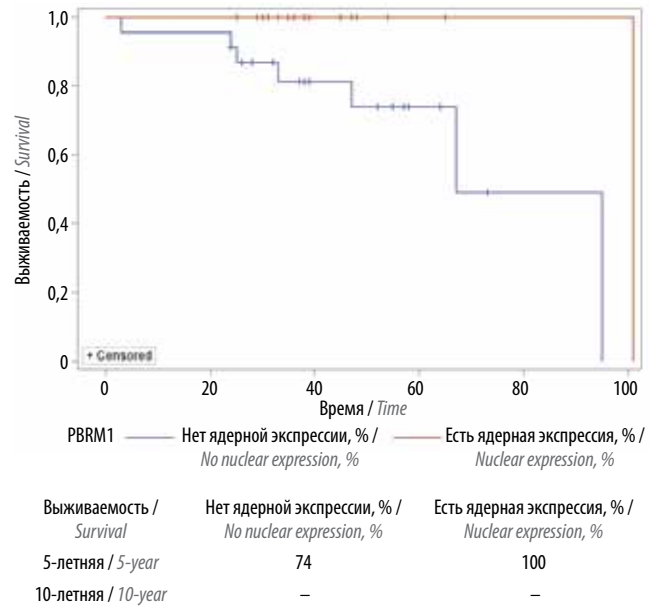 1,0
0,8
0,6
0,4
0,2
0
Выживаемость / Survival
+ Censored
0 20 40 60 80 100
Время / Time
PBRM1 Нет ядерной экспрессии, % / Есть ядерная экспрессия, % /
No nuclear expression, % Nuclear expression, %
Выживаемость / Нет ядерной экспрессии, % / Есть ядерная экспрессия, % /
Survival No nuclear expression, % Nuclear expression, %
5-летняя / 5-year 74 100
10-летняя / 10-year – –